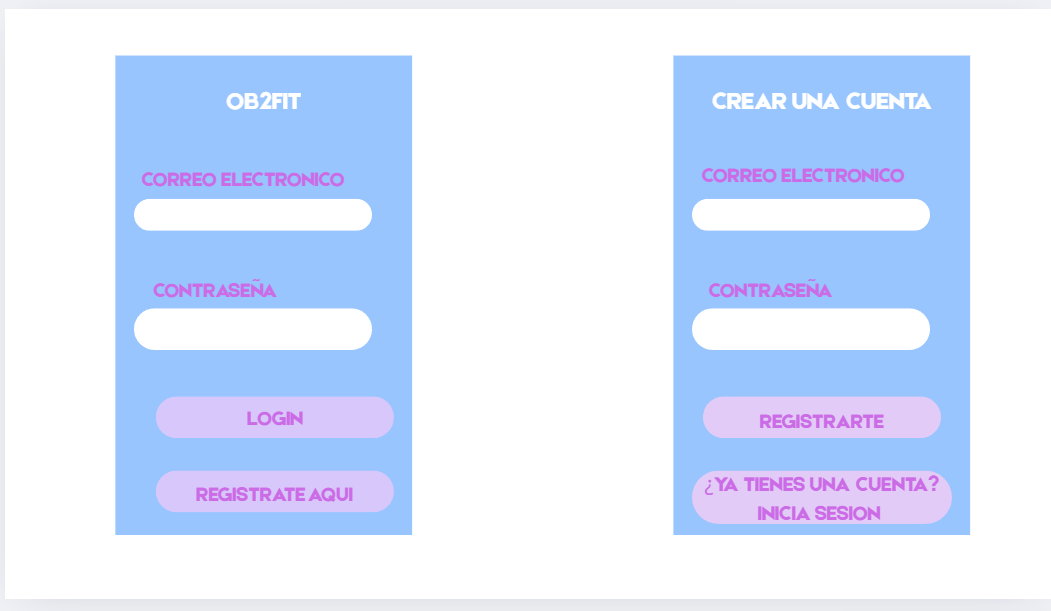 OB2FIT
CORREO ELECTRONICO
CONTRASEÑA
LOGIN
REGISTRATE AQUI
CREAR UNA CUENTA
CORREO ELECTRONICO
CONTRASEÑA
REGISTRARTE
¿YA TIENES UNA CUENTA?
INICIA SESION